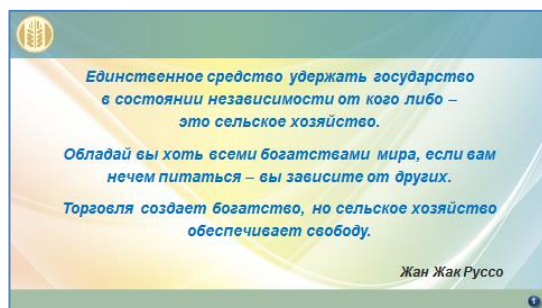 Единственное средство удержать государство
в состоянии независимости от кого либо –
это сельское хозяйство.
Обладай вы хоть всеми богатствами мира, если вам
нечем питаться – вы зависите от других.
Торговля создает богатство, но сельское хозяйство
обеспечивает свободу.
Жан Жак Руссо
1